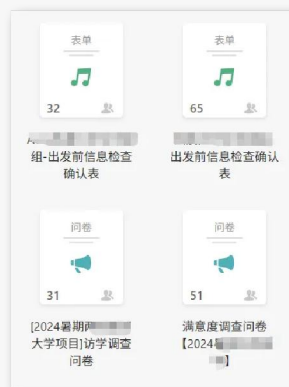 表单
表单
32
65
组-出发前信息检查
确认表
出发前信息检查确认
表
问卷
问卷
31
51
[2024暑期
大学项目]访学调查
问卷
满意度调查问卷
【2024
】